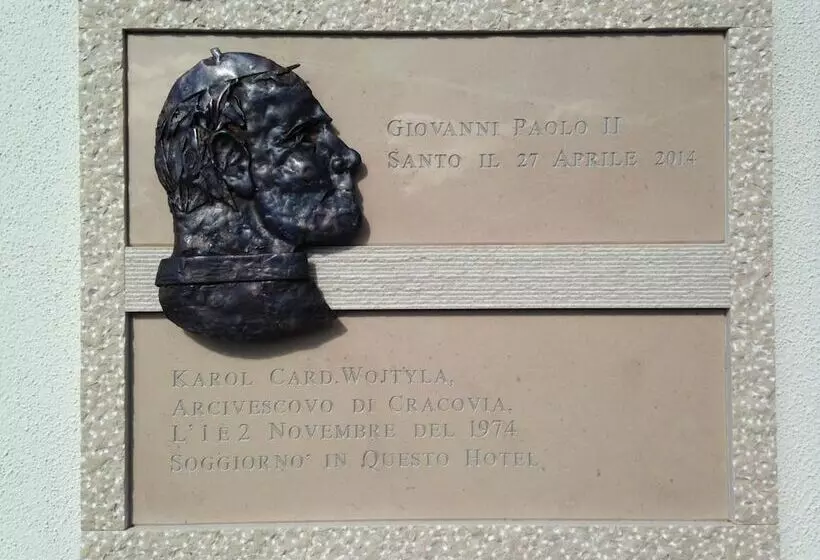 GIOVANNI PAOLO II
SANTO IL 27 APRILE 2014
KAROL CARD. WOJTYLA,
ARCIVESCOVO DI CRACOVIA,
L'1 E 2 NOVEMBRE DEL 1974
SOGGIORNO' IN QUESTO HOTEL.